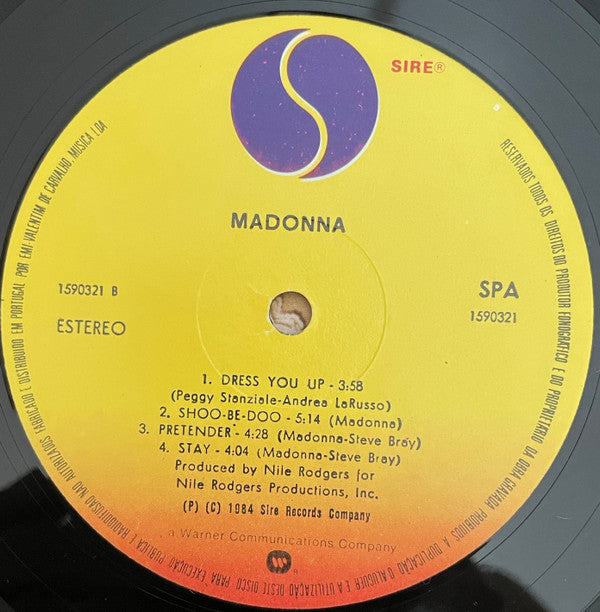 SIRE®
MADONNA
1590321 B
ESTEREO
SPA
1590321
1. DRESS YOU UP - 3:58
(Peggy Stanziale-Andrea LaRusso)
2. SHOO-BE-DOO - 5:14 (Madonna)
3. PRETENDER - 4:28 (Madonna-Steve Bray)
4. STAY - 4:04 (Madonna-Steve Bray)
Produced by Nile Rodgers for
Nile Rodgers Productions, Inc.
(P) (C) 1984 Sire Records Company
a Warner Communications Company
FABRICADO E DISTRIBUIDO EM PORTUGAL POR EMI-VALENTIM DE CARVALHO, MUSICA LDA
RESERVADOS TODOS OS DIREITOS DO PRODUTOR FONOGRÁFICO E DO PROPRIETARIO DA OBRA GRAVADA PROIBIDOS A DUPLICAÇÃO O ALUGUER E A UTILIZAÇÃO DESTE DISCO PARA EXECUÇÃO PÚBLICA E RADIODIFUSÃO NÃO AUTORIZADOS